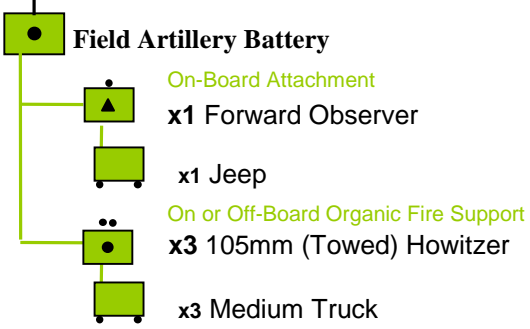 Field Artillery Battery
On-Board Attachment
x1 Forward Observer
x1 Jeep
On or Off-Board Organic Fire Support
x3 105mm (Towed) Howitzer
x3 Medium Truck